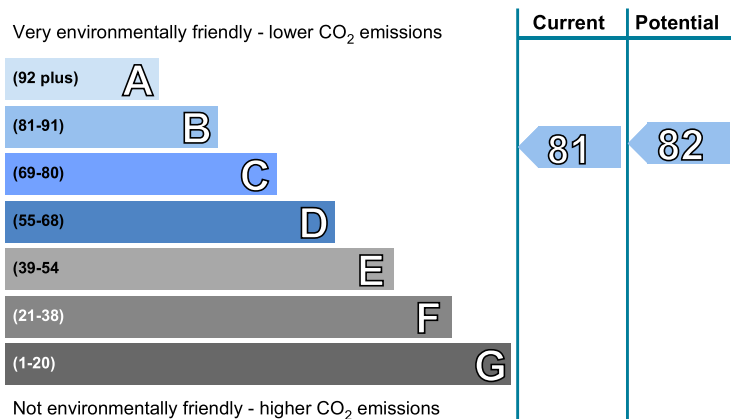 Current Potential
Very environmentally friendly - lower CO2 emissions
(92 plus) A
(81-91) B
81 82
(69-80) C
(55-68) D
(39-54 E
(21-38) F
(1-20) G
Not environmentally friendly - higher CO2 emissions